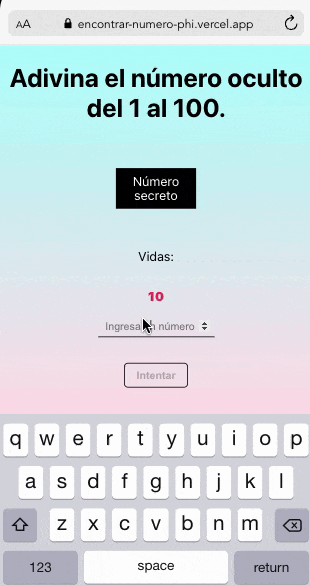 AA encontrar-numero-phi.vercel.app
Adivina el número oculto
del 1 al 100.
Número
secreto
Vidas:
10
Ingresa un número
Intentar
q w e r t y u i o p
a s d f g h j k l
z x c v b n m
123 space return